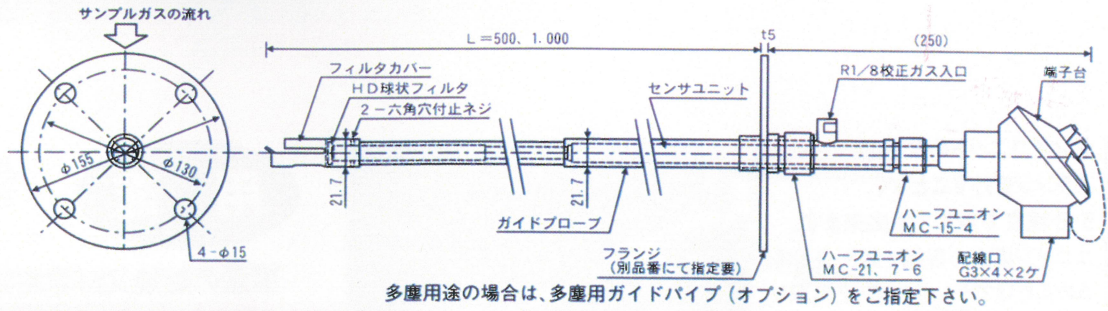 サンプルガスの流れ
t5
L=500、1.000
(250)
フィルタカバー
HD球状フィルタ
2-六角穴付止ネジ
センサユニット
R1/8校正ガス入口
端子台
φ155
φ130
21.7
21.7
4-φ15
ガイドプローブ
フランジ
(別品番にて指定要)
ハーフユニオン
MC-21、7-6
ハーフユニオン
MC-15-4
配線口
G3×4×2ケ
多塵用途の場合は、多塵用ガイドパイプ(オプション)をご指定下さい。